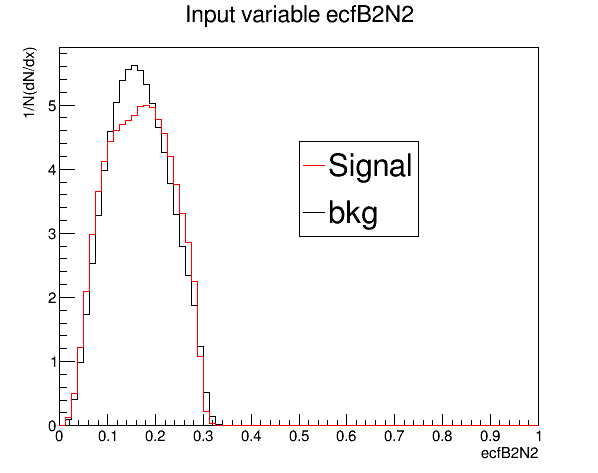 Input variable ecfB2N2
1/N(dN/dx)
5
4
3
2
1
0
Signal
bkg
0 0.1 0.2 0.3 0.4 0.5 0.6 0.7 0.8 0.9 1
ecfB2N2